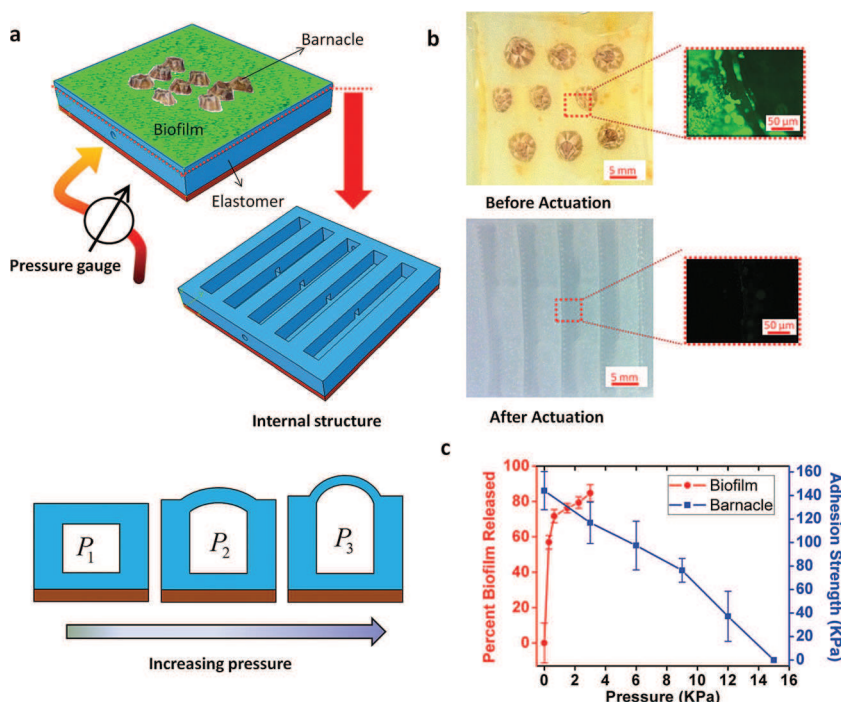 a
Barnacle
Biofilm
Elastomer
Pressure gauge
Internal structure
P1
P2
P3
Increasing pressure
b
50 µm
5 mm
Before Actuation
50 µm
5 mm
After Actuation
c
Percent Biofilm Released
100
80
60
40
20
0
Biofilm
Barnacle
160
140
120
100
80
60
40
20
0
Adhesion Strength (KPa)
0 2 4 6 8 10 12 14 16
Pressure (KPa)